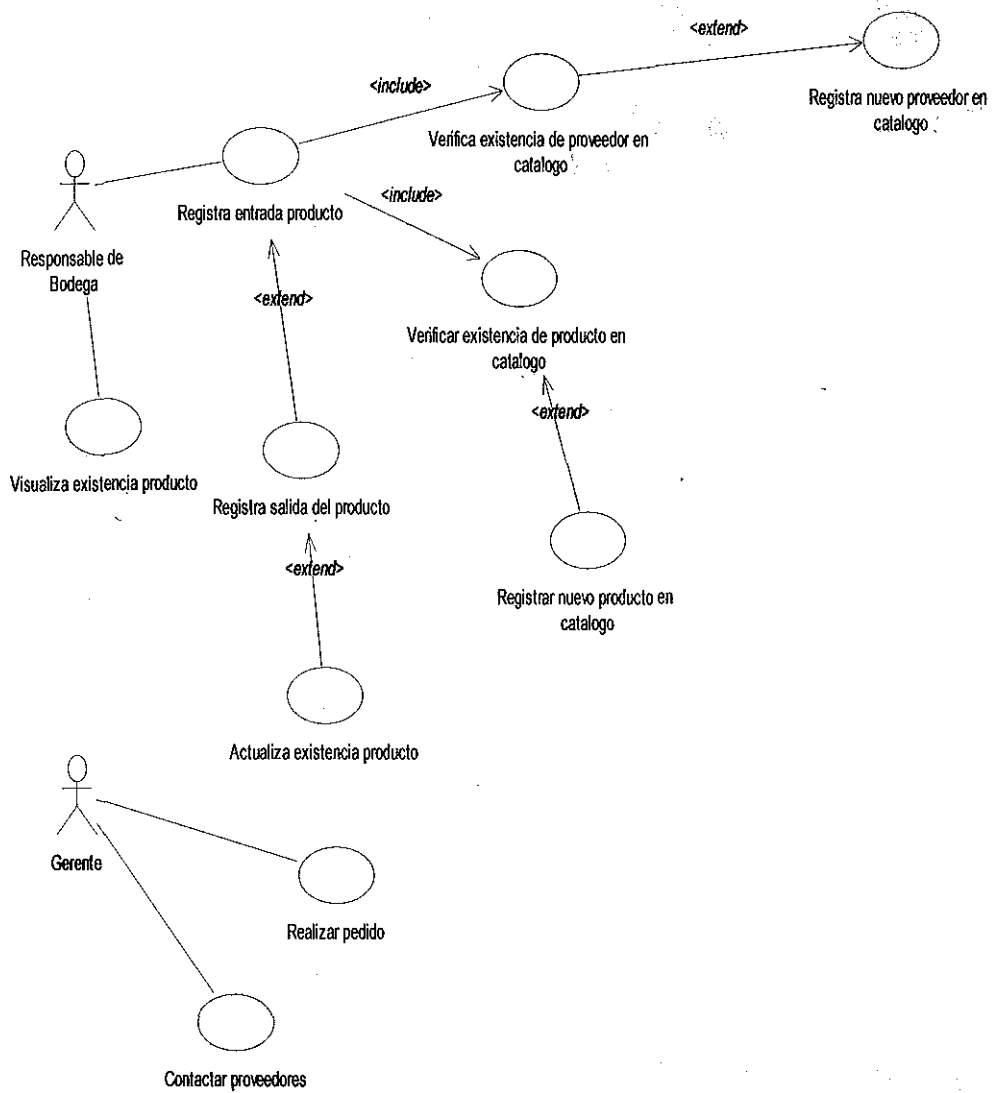 <extend>
<include>
Registra nuevo proveedor en
catalogo
Verifica existencia de proveedor en
catalogo
<include>
Registra entrada producto
Responsable de
Bodega
<extend>
Verificar existencia de producto en
catalogo
<extend>
Visualiza existencia producto
Registra salida del producto
<extend>
Registrar nuevo producto en
catalogo
Actualiza existencia producto
Gerente
Realizar pedido
Contactar proveedores